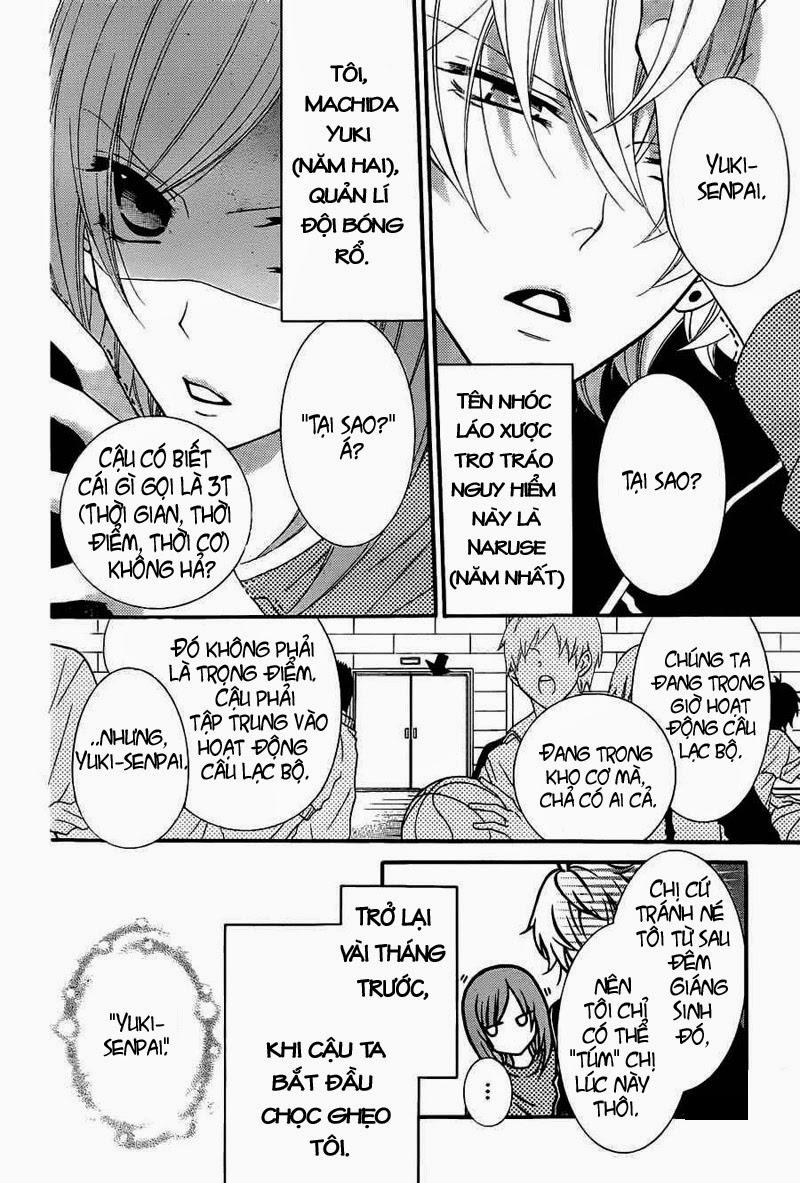 YUKI-
SENPAI.
TẠI SAO?
TÊN NHÓC
LÁO XƯỢC
TRƠ TRÁO
NGUY HIỂM
NÀY LÀ
NARUSE
(NĂM NHẤT)
TÔI,
MACHIDA
YUKI
(NĂM HAI),
QUẢN LÍ
ĐỘI BÓNG
RỔ.
"TẠI SAO?"
Á?
CẬU CÓ BIẾT
CÁI GÌ GỌI LÀ 3T
(THỜI GIAN, THỜI
ĐIỂM, THỜI CƠ)
KHÔNG HẢ?
CHÚNG TA
ĐANG TRONG
GIỜ HOẠT
ĐỘNG CÂU
LẠC BỘ.
ĐANG TRONG
KHO CƠ MÀ,
CHẢ CÓ AI CẢ.
ĐÓ KHÔNG PHẢI
LÀ TRỌNG ĐIỂM.
CẬU PHẢI
TẬP TRUNG VÀO
HOẠT ĐỘNG
CÂU LẠC BỘ.
..NHƯNG,
YUKI-SENPAI.
CHỊ CỨ
TRÁNH NÉ
TÔI TỪ SAU
ĐÊM
GIÁNG
SINH
ĐÓ,
NÊN
TÔI CHỈ
CÓ THỂ
"TÚM" CHỊ
LÚC NÀY
THÔI.
...
TRỞ LẠI
VÀI THÁNG
TRƯỚC,
KHI CẬU TA
BẮT ĐẦU
CHỌC GHẸO
TÔI.
"YUKI-
SENPAI".